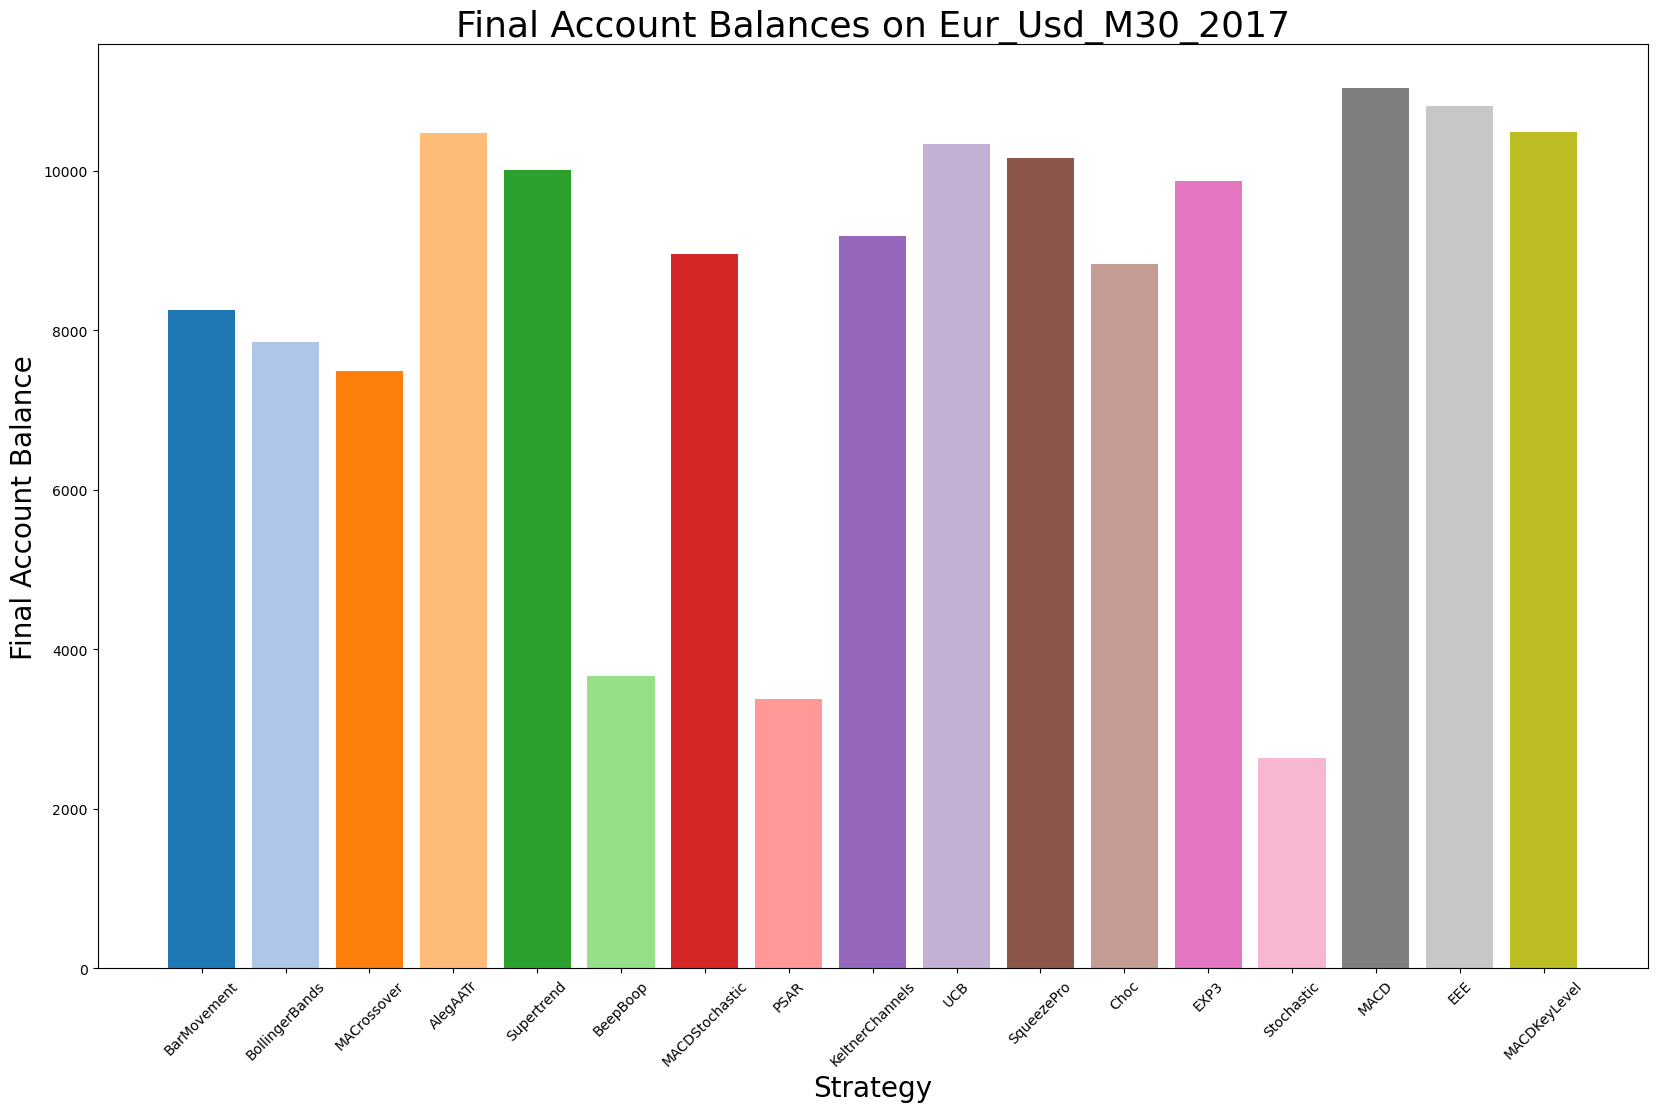 Final Account Balances on Eur_Usd_M30_2017
Final Account Balance
10000
8000
6000
4000
2000
0
BarMovement
BollingerBands
MACrossover
AlegAATr
Supertrend
BeepBoop
MACDStochastic
PSAR
KeltnerChannels
UCB
SqueezePro
Choc
EXP3
Stochastic
MACD
EEE
MACDKeyLevel
Strategy